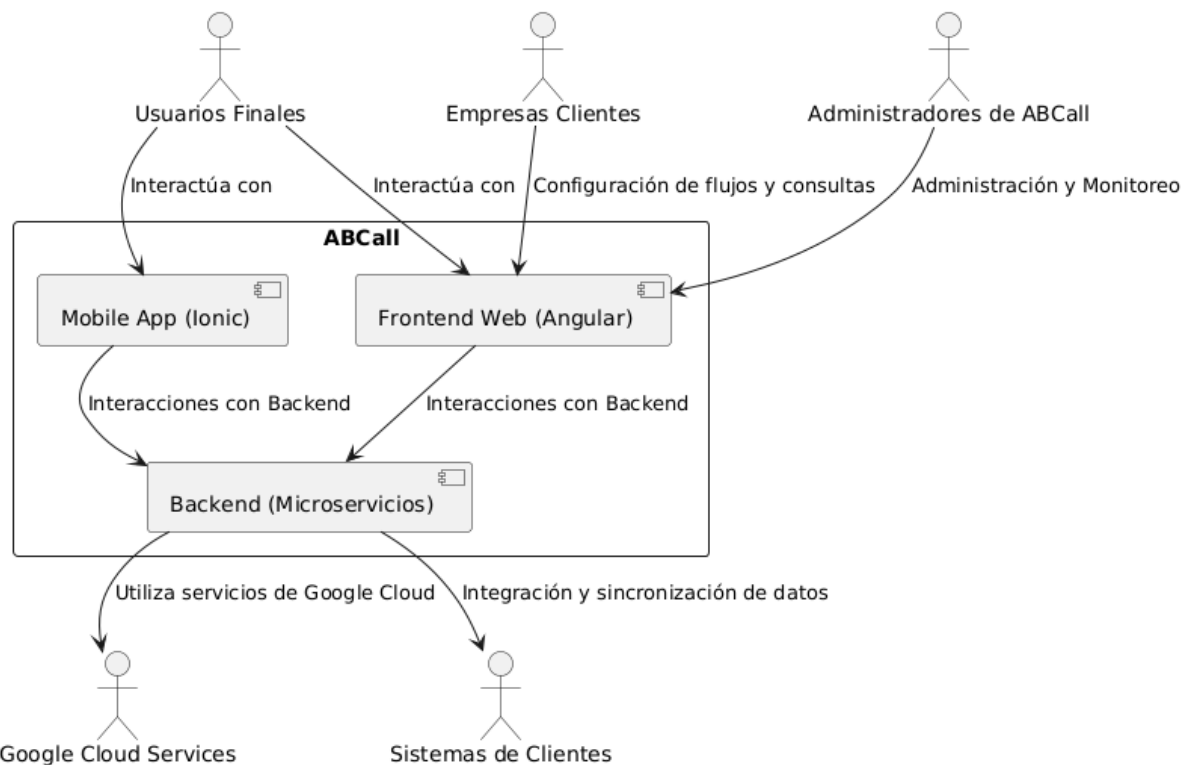 Usuarios Finales
Empresas Clientes
Administradores de ABCall
Interactúa con
Interactúa con
Configuración de flujos y consultas
Administración y Monitoreo
ABCall
Mobile App (Ionic)
Frontend Web (Angular)
Interacciones con Backend
Interacciones con Backend
Backend (Microservicios)
Utiliza servicios de Google Cloud
Integración y sincronización de datos
Google Cloud Services
Sistemas de Clientes